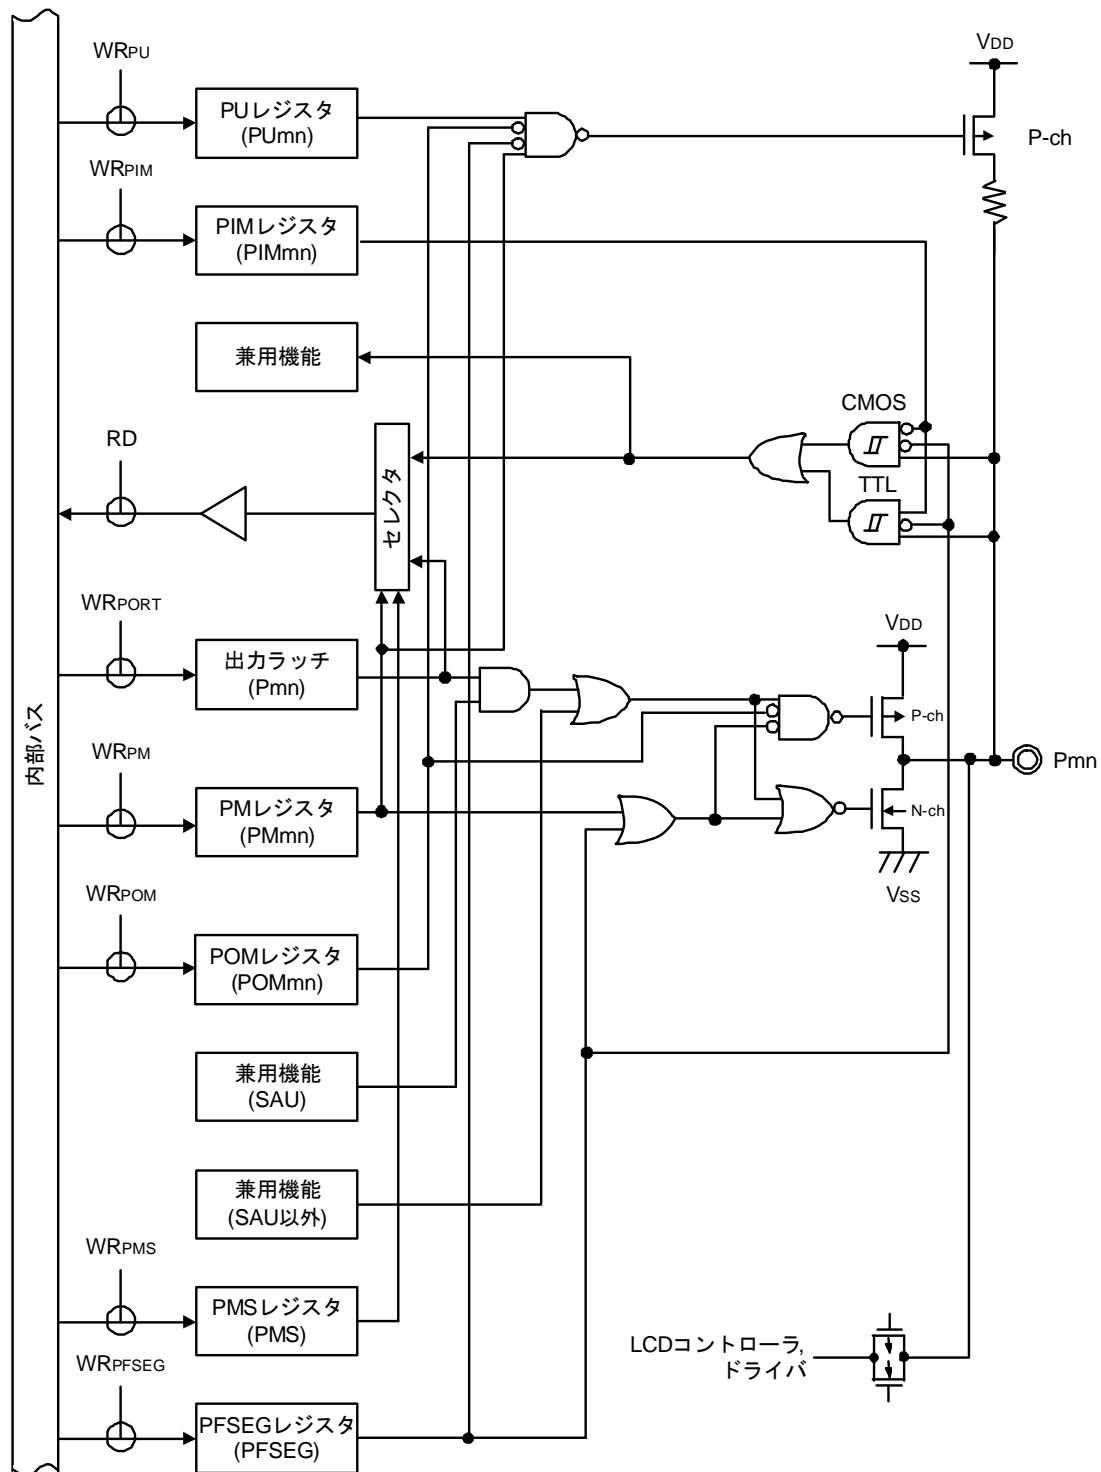 WRPU
PUレジスタ
(PUmn)
VDD
P-ch
WRPIM
PIMレジスタ
(PIMmn)
兼用機能
CMOS
RD
セレクタ
TTL
WRPORT
出力ラッチ
(Pmn)
VDD
P-ch
内部バス
Pmn
WRPM
PMレジスタ
(PMmn)
N-ch
VSS
WRPOM
POMレジスタ
(POMmn)
兼用機能
(SAU)
兼用機能
(SAU以外)
WRPMS
PMSレジスタ
(PMS)
LCDコントローラ,
ドライバ
WRPFSEG
PFSEGレジスタ
(PFSEG)